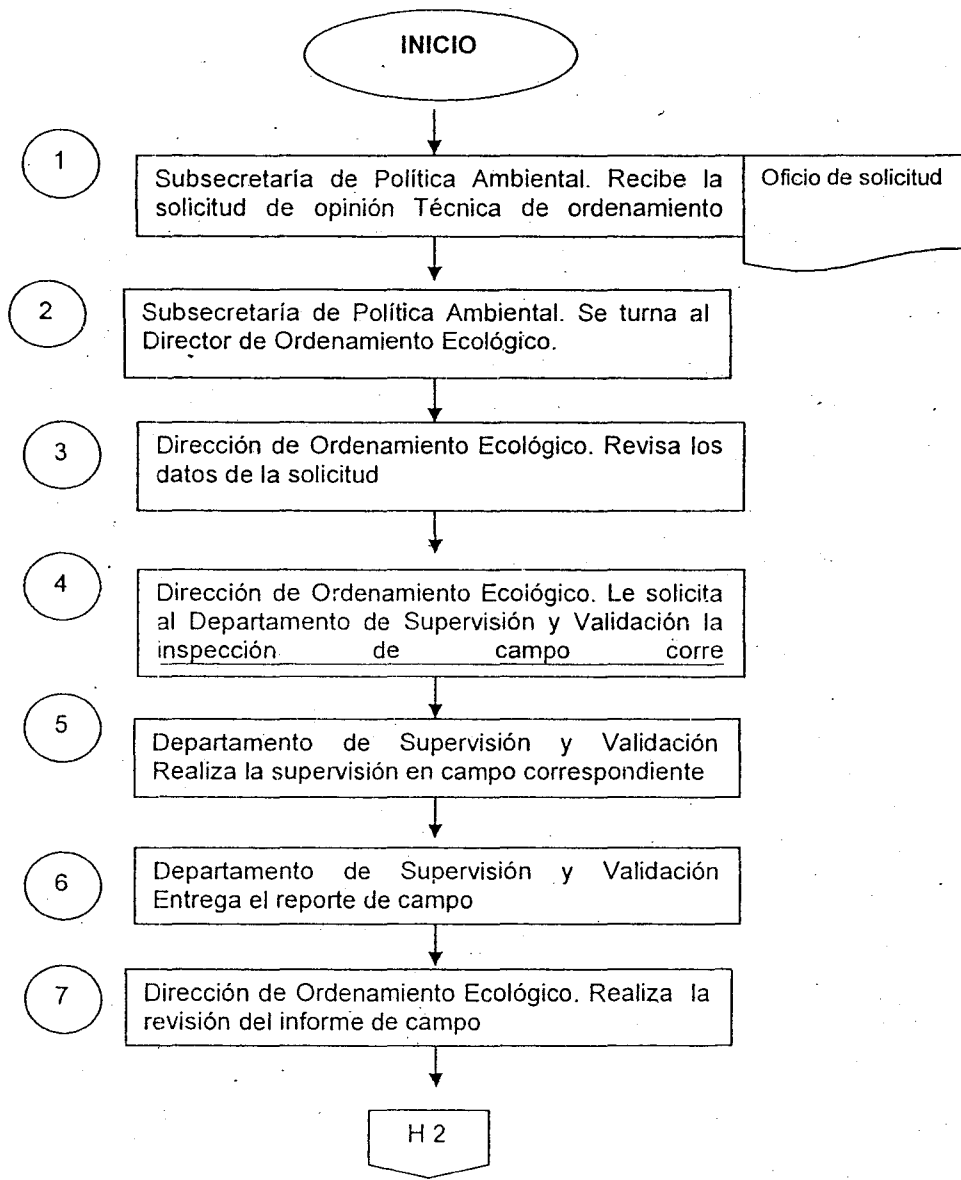 INICIO
1
Subsecretaría de Política Ambiental. Recibe la
solicitud de opinión Técnica de ordenamiento
Oficio de solicitud
2
Subsecretaría de Política Ambiental. Se turna al
Director de Ordenamiento Ecológico.
3
Dirección de Ordenamiento Ecológico. Revisa los
datos de la solicitud
4
Dirección de Ordenamiento Ecológico. Le solicita
al Departamento de Supervisión y Validación la
inspección de campo corre
5
Departamento de Supervisión y Validación
Realiza la supervisión en campo correspondiente
6
Departamento de Supervisión y Validación
Entrega el reporte de campo
7
Dirección de Ordenamiento Ecológico. Realiza la
revisión del informe de campo
H 2